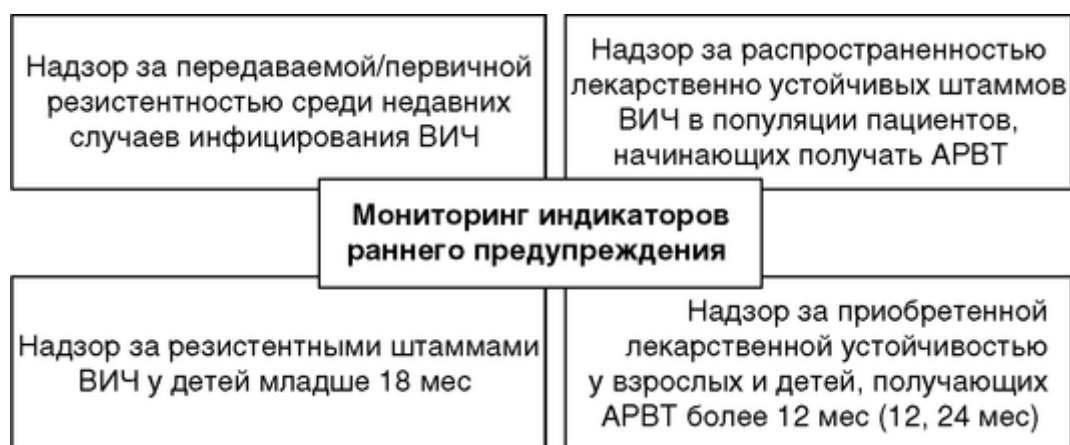 Надзор за передаваемой/первичной
резистентностью среди недавних
случаев инфицирования ВИЧ
Надзор за распространенностью
лекарственно устойчивых штаммов
ВИЧ в популяции пациентов,
начинающих получать АРВТ
Мониторинг индикаторов
раннего предупреждения
Надзор за резистентными штаммами
ВИЧ у детей младше 18 мес
Надзор за приобретенной
лекарственной устойчивостью
у взрослых и детей, получающих
АРВТ более 12 мес (12, 24 мес)